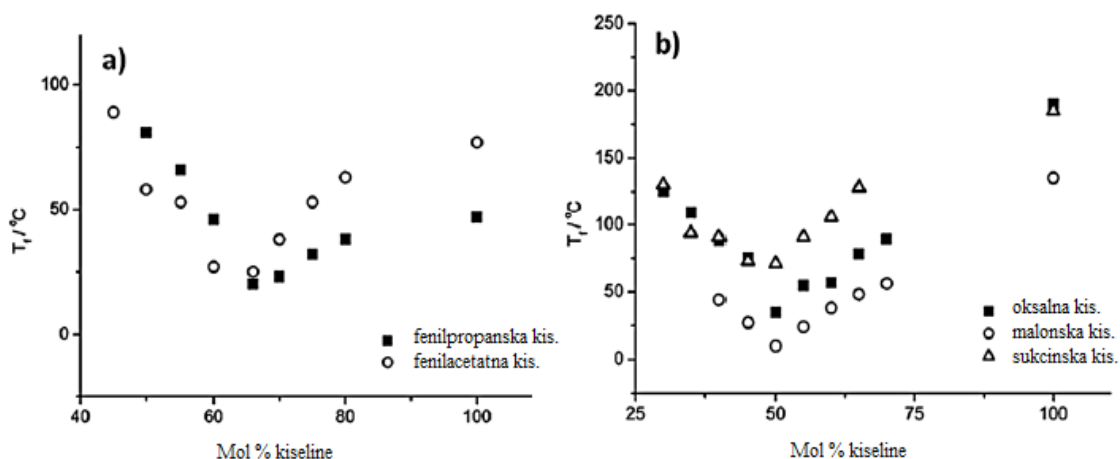 a)
100
50
0
T_f / °C
40
60
80
100
Mol % kiseline
fenilpropanska kis.
fenilacetatna kis.
b)
250
200
150
100
50
0
T_f / °C
25
50
75
100
Mol % kiseline
oksalna kis.
malonska kis.
sukcinska kis.